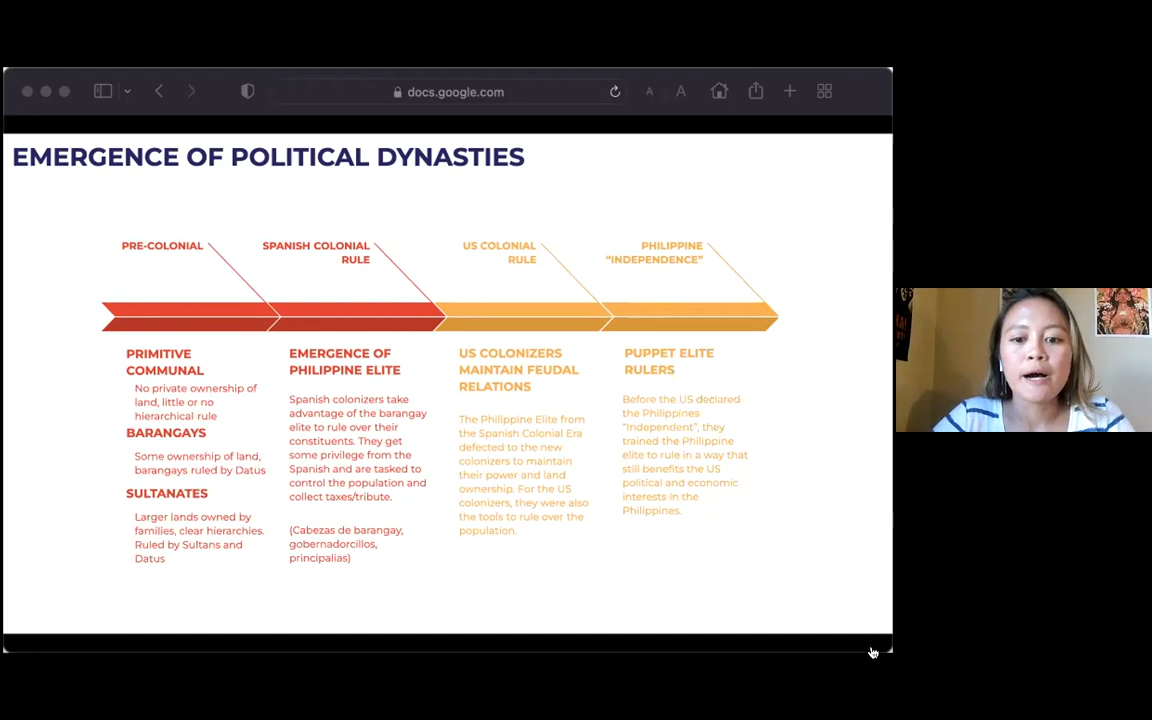 docs.google.com
A A
EMERGENCE OF POLITICAL DYNASTIES
PRE-COLONIAL
SPANISH COLONIAL
RULE
US COLONIAL
RULE
PHILIPPINE
“INDEPENDENCE”
PRIMITIVE
COMMUNAL
No private ownership of
land, little or no
hierarchical rule
BARANGAYS
Some ownership of land,
barangays ruled by Datus
SULTANATES
Larger lands owned by
families, clear hierarchies.
Ruled by Sultans and
Datus
EMERGENCE OF
PHILIPPINE ELITE
Spanish colonizers take
advantage of the barangay
elite to rule over their
constituents. They get
some privilege from the
Spanish and are tasked to
control the population and
collect taxes/tribute.
(Cabezas de barangay,
gobernadorcillos,
principalias)
US COLONIZERS
MAINTAIN FEUDAL
RELATIONS
The Philippine Elite from
the Spanish Colonial Era
defected to the new
colonizers to maintain
their power and land
ownership. For the US
colonizers, they were also
the tools to rule over the
population.
PUPPET ELITE
RULERS
Before the US declared
the Philippines
“Independent”, they
trained the Philippine
elite to rule in a way that
still benefits the US
political and economic
interests in the
Philippines.